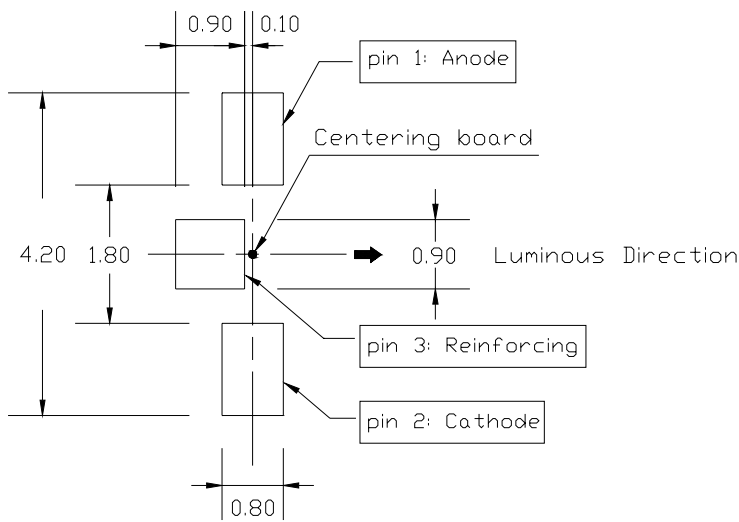 0.90
0.10
pin 1: Anode
Centering board
4.20
1.80
0.90
Luminous Direction
pin 3: Reinforcing
pin 2: Cathode
0.80